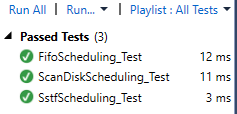 Run All | Run... | Playlist : All Tests
Passed Tests (3)
FifoScheduling_Test 12 ms
ScanDiskScheduling_Test 11 ms
SstfScheduling_Test 3 ms